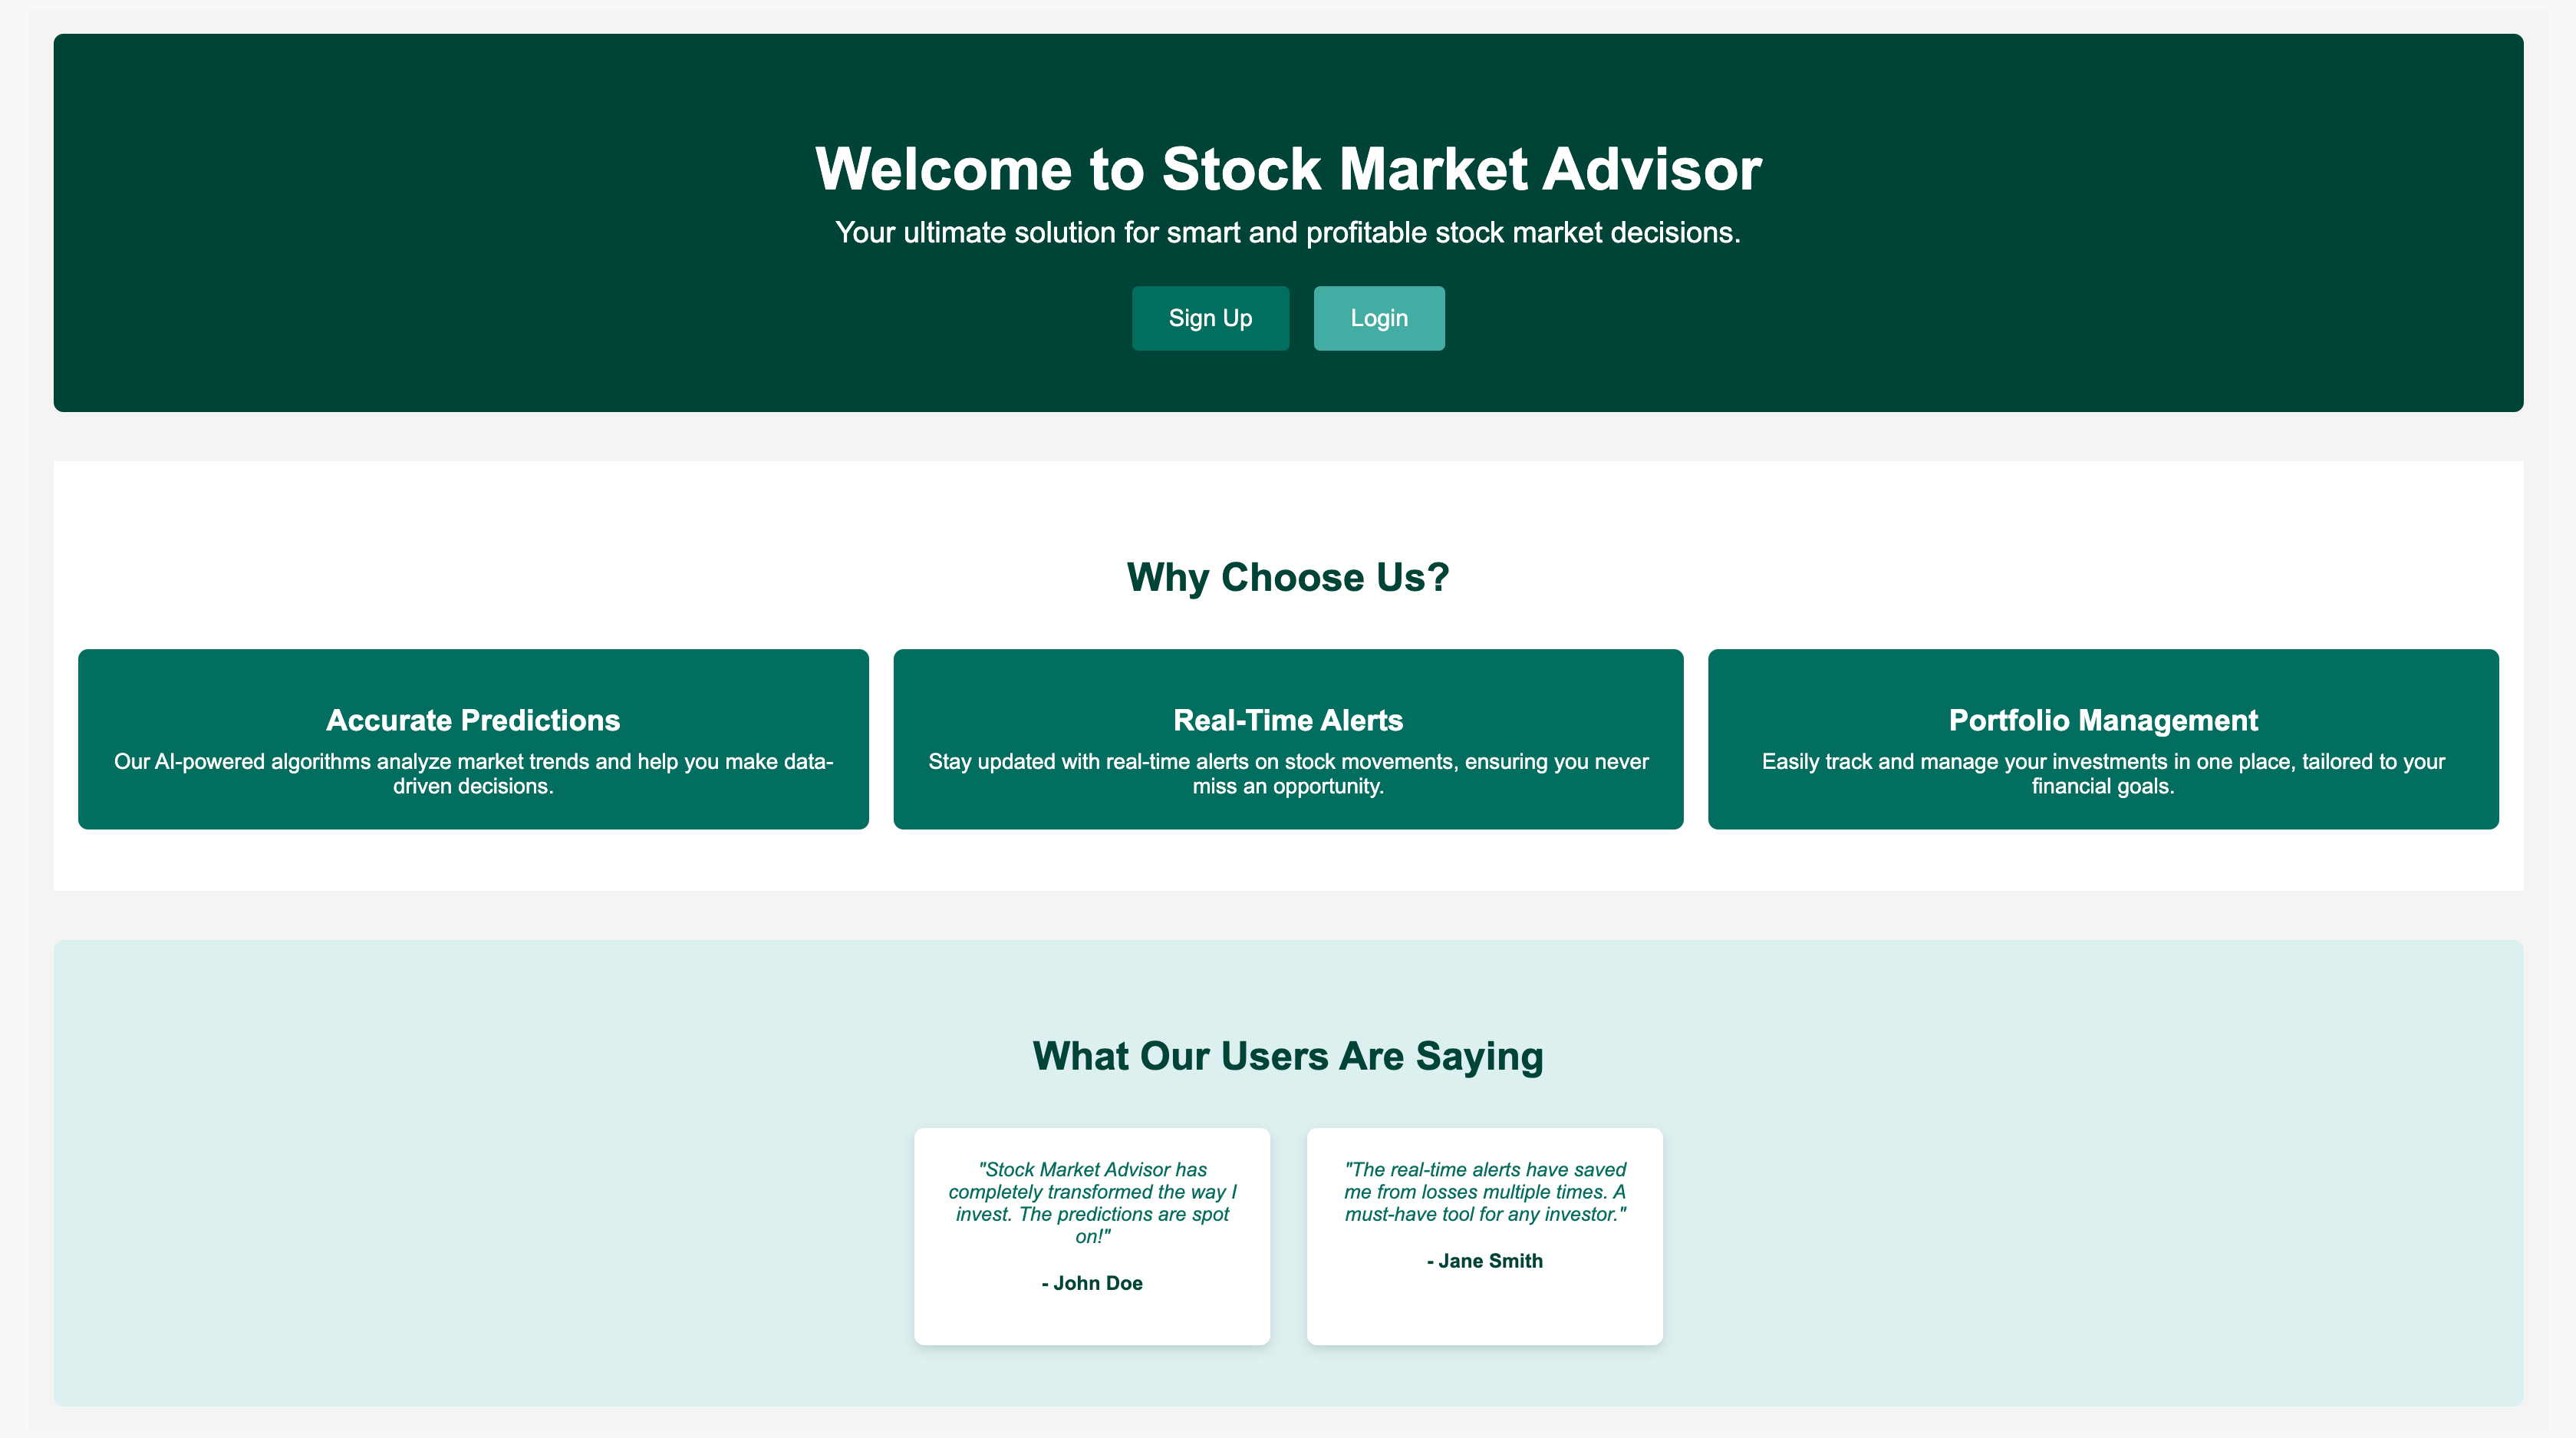 Welcome to Stock Market Advisor
Your ultimate solution for smart and profitable stock market decisions.
Sign Up
Login
Why Choose Us?
Accurate Predictions
Our AI-powered algorithms analyze market trends and help you make data-
driven decisions.
Real-Time Alerts
Stay updated with real-time alerts on stock movements, ensuring you never
miss an opportunity.
Portfolio Management
Easily track and manage your investments in one place, tailored to your
financial goals.
What Our Users Are Saying
"Stock Market Advisor has
completely transformed the way I
invest. The predictions are spot
on!"
- John Doe
"The real-time alerts have saved
me from losses multiple times. A
must-have tool for any investor."
- Jane Smith